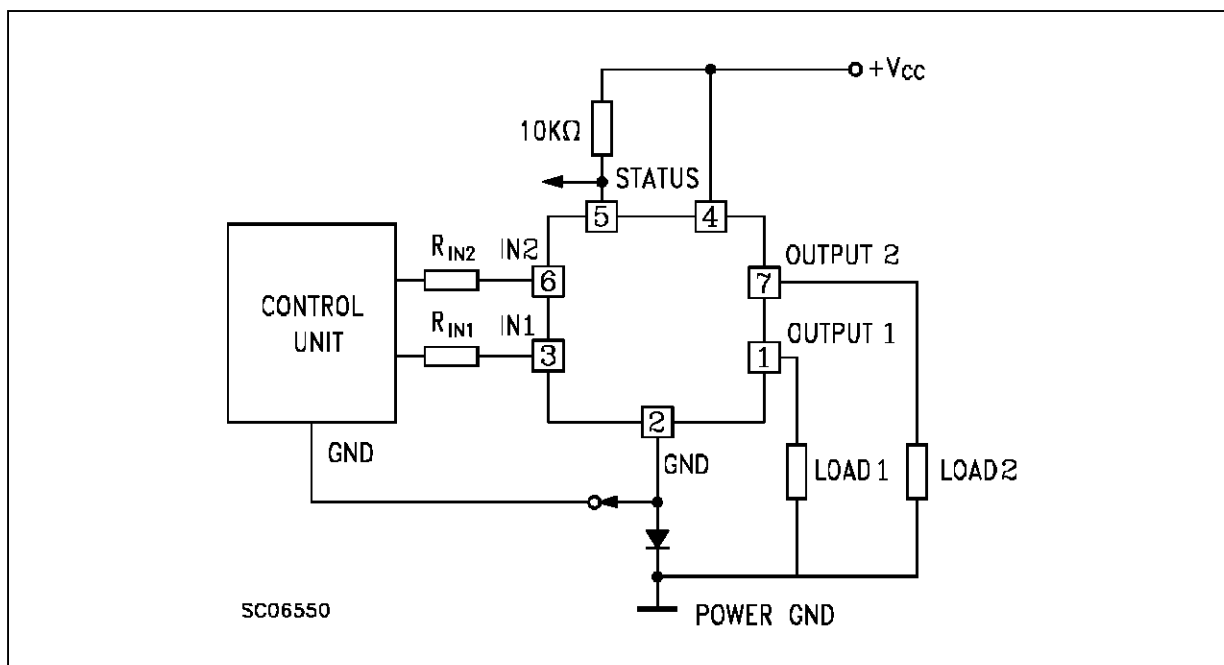 +VCC
10KΩ
STATUS
5
4
RIN2
IN2
6
OUTPUT 2
7
CONTROL
UNIT
RIN1
IN1
3
OUTPUT 1
1
2
GND
GND
LOAD 1
LOAD 2
POWER GND
SC06550